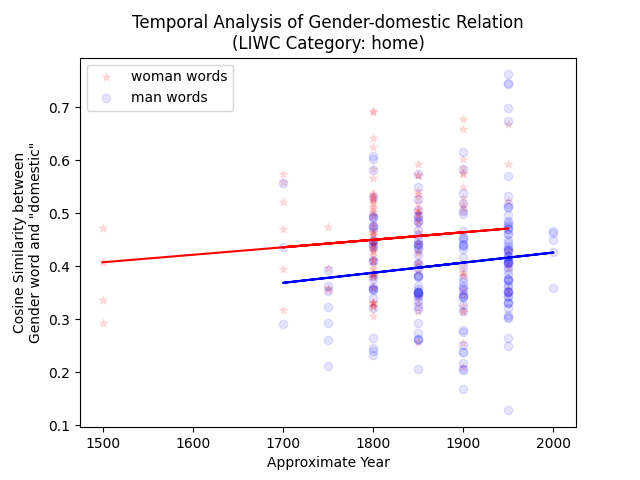 Temporal Analysis of Gender-domestic Relation
(LIWC Category: home)
woman words
man words
0.7
0.6
0.5
0.4
0.3
0.2
0.1
Cosine Similarity between
Gender word and "domestic"
1500
1600
1700
1800
1900
2000
Approximate Year